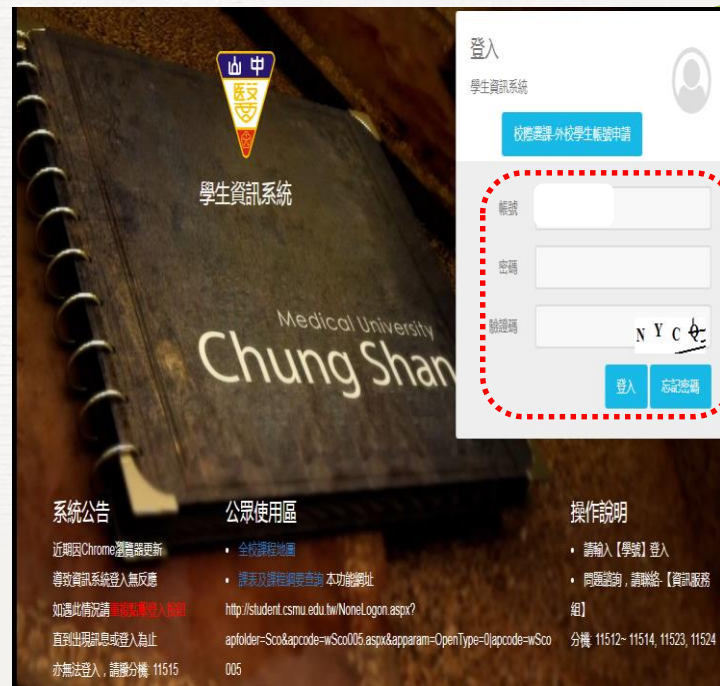 中山
醫
學生資訊系統
Medical University
Chung Shan
登入
學生資訊系統
校際選課-外校學生帳號申請
帳號
密碼
驗證碼
N Y C Q
登入
忘記密碼
系統公告
近期因Chrome瀏覽器更新
導致資訊系統登入無反應
如遇此情況請重複點擊登入按鈕
直到出現訊息或登入為止
亦無法登入，請撥分機 11515
公眾使用區
• 全校課程地圖
• 課表及課程綱要查詢 本功能網址
http://student.csmu.edu.tw/NoneLogon.aspx?
apfolder=Sco&apcode=wSco005.aspx&apparam=OpenType=0|apcode=wSco
005
操作說明
• 請輸入【學號】登入
• 問題諮詢，請聯絡-【資訊服務
組】
分機: 11512~ 11514, 11523, 11524